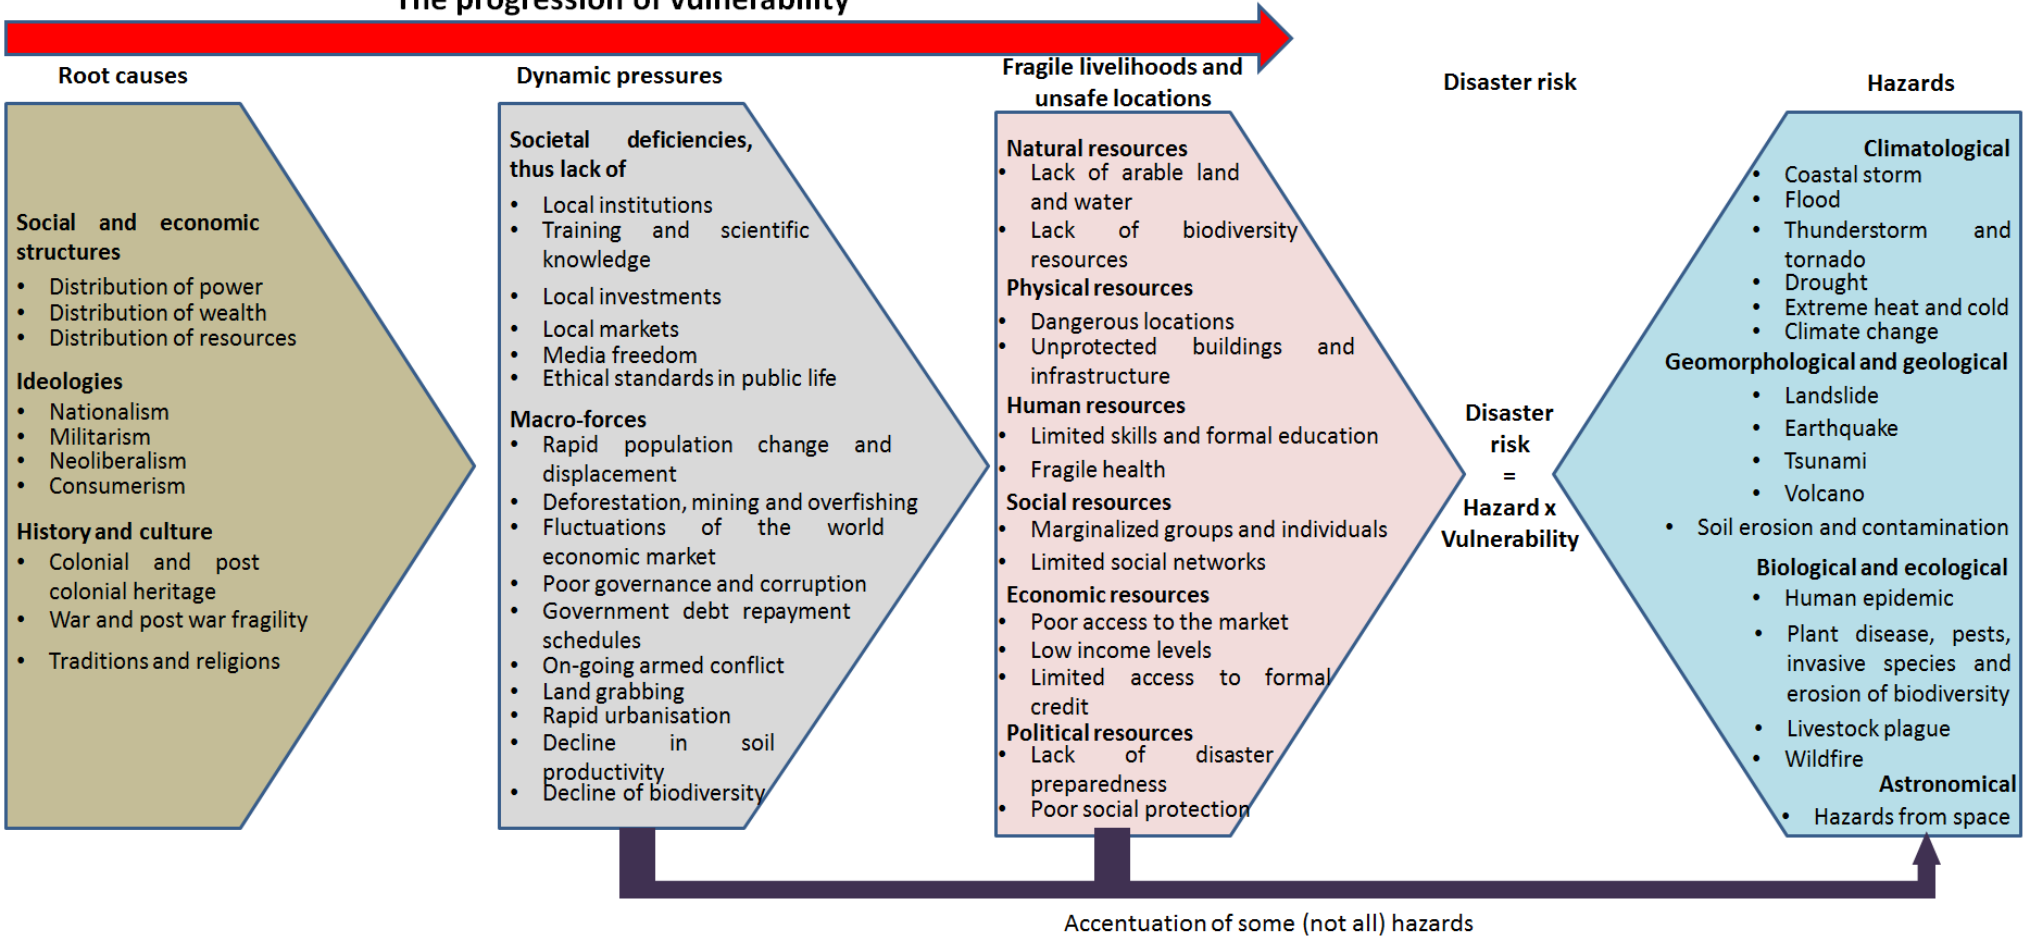 The progression of vulnerability
Root causes
Social and economic
structures
• Distribution of power
• Distribution of wealth
• Distribution of resources
Ideologies
• Nationalism
• Militarism
• Neoliberalism
• Consumerism
History and culture
• Colonial and post
colonial heritage
• War and post war fragility
• Traditions and religions
Dynamic pressures
Societal deficiencies,
thus lack of
• Local institutions
• Training and scientific
knowledge
• Local investments
• Local markets
• Media freedom
• Ethical standards in public life
Macro-forces
• Rapid population change and
displacement
• Deforestation, mining and overfishing
• Fluctuations of the world
economic market
• Poor governance and corruption
• Government debt repayment
schedules
• On-going armed conflict
• Land grabbing
• Rapid urbanisation
• Decline in soil
productivity
• Decline of biodiversity
Fragile livelihoods and
unsafe locations
Natural resources
• Lack of arable land
and water
• Lack of biodiversity
resources
Physical resources
• Dangerous locations
• Unprotected buildings and
infrastructure
Human resources
• Limited skills and formal education
• Fragile health
Social resources
• Marginalized groups and individuals
• Limited social networks
Economic resources
• Poor access to the market
• Low income levels
• Limited access to formal
credit
Political resources
• Lack of disaster
preparedness
• Poor social protection
Disaster risk
Disaster
risk
=
Hazard x
Vulnerability
Hazards
Climatological
• Coastal storm
• Flood
• Thunderstorm and
tornado
• Drought
• Extreme heat and cold
• Climate change
Geomorphological and geological
• Landslide
• Earthquake
• Tsunami
• Volcano
• Soil erosion and contamination
Biological and ecological
• Human epidemic
• Plant disease, pests,
invasive species and
erosion of biodiversity
• Livestock plague
• Wildfire
Astronomical
• Hazards from space
Accentuation of some (not all) hazards